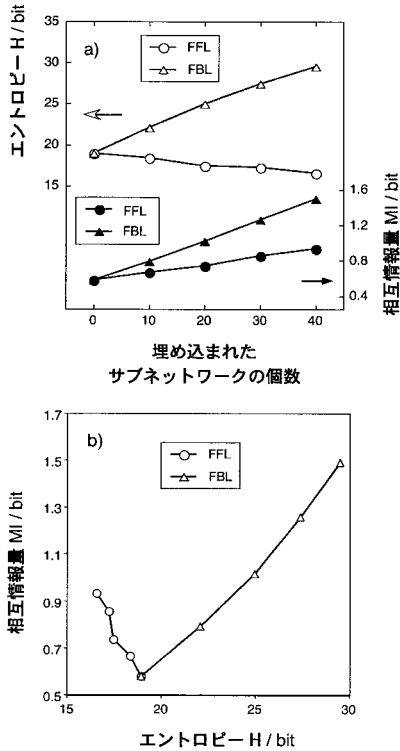 a)
エントロピー H / bit
35
30
25
20
15
FFL
FBL
FFL
FBL
1.6
1.2
0.8
0.4
相互情報量 MI / bit
0
10
20
30
40
埋め込まれた
サブネットワークの個数
b)
相互情報量 MI / bit
1.7
1.5
1.3
1.1
0.9
0.7
0.5
FFL
FBL
15
20
25
30
エントロピー H / bit